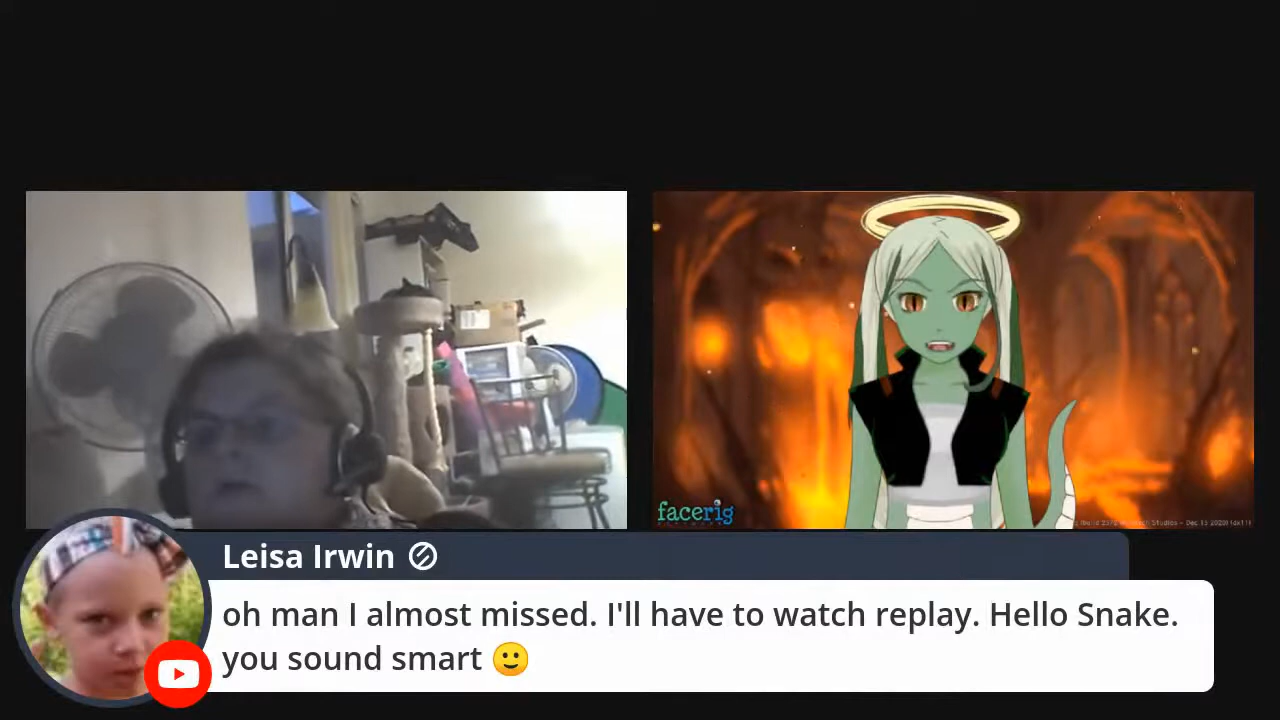 facerig
Leisa Irwin
oh man I almost missed. I'll have to watch replay. Hello Snake.
you sound smart 🙂